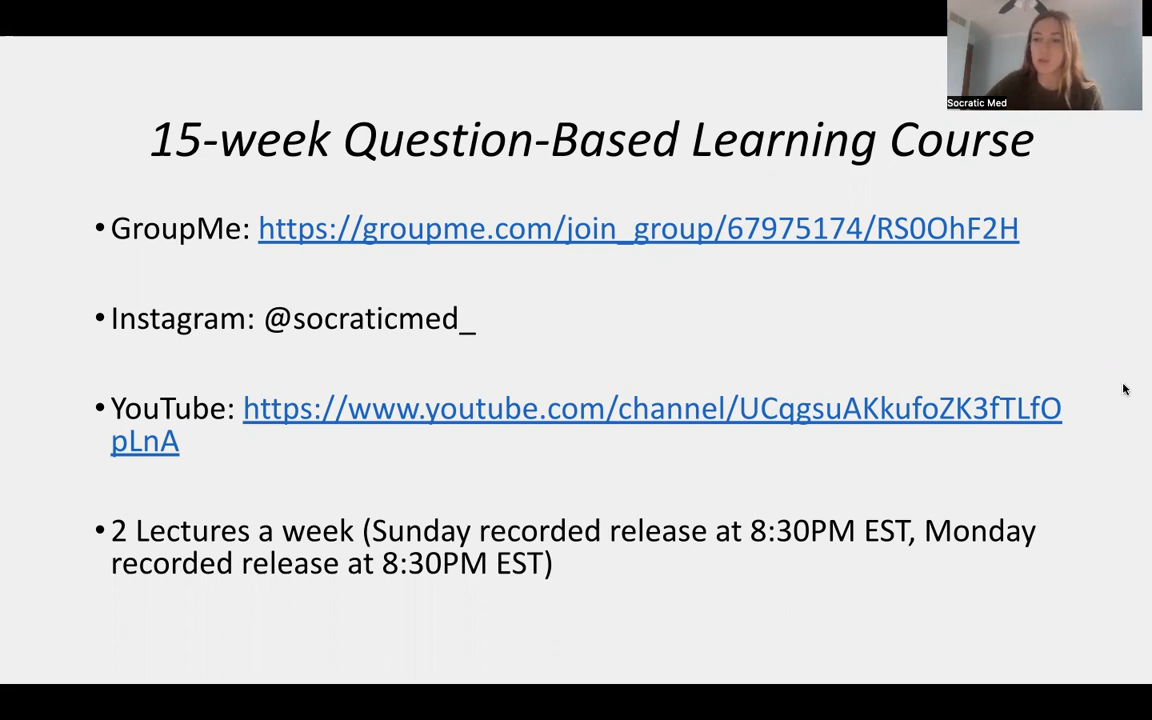 Socratic Med
15-week Question-Based Learning Course
•GroupMe: https://groupme.com/join_group/67975174/RS0OhF2H
•Instagram: @socraticmed_
•YouTube: https://www.youtube.com/channel/UCqgsuAKkufoZK3fTLfO
pLnA
•2 Lectures a week (Sunday recorded release at 8:30PM EST, Monday
recorded release at 8:30PM EST)